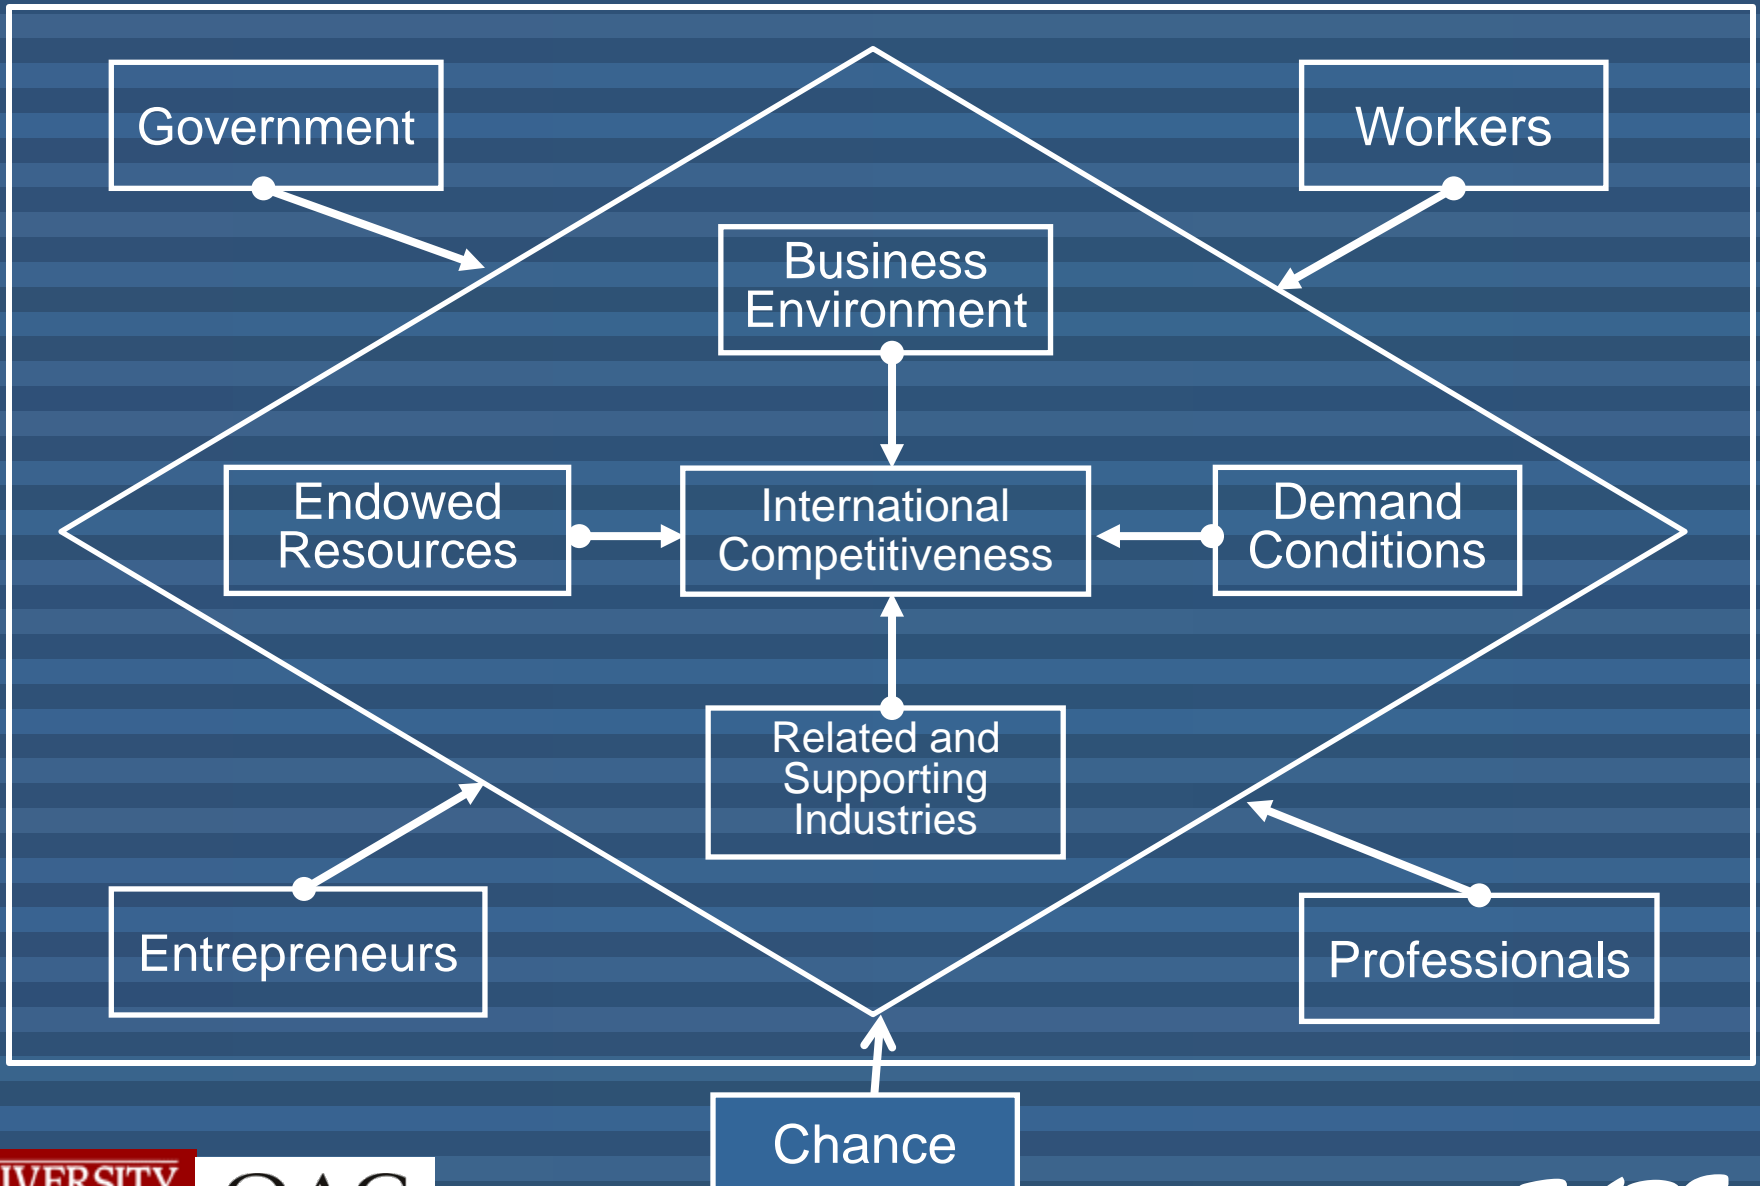 Government
Workers
Business
Environment
Endowed
Resources
International
Competitiveness
Demand
Conditions
Related and
Supporting
Industries
Entrepreneurs
Professionals
Chance